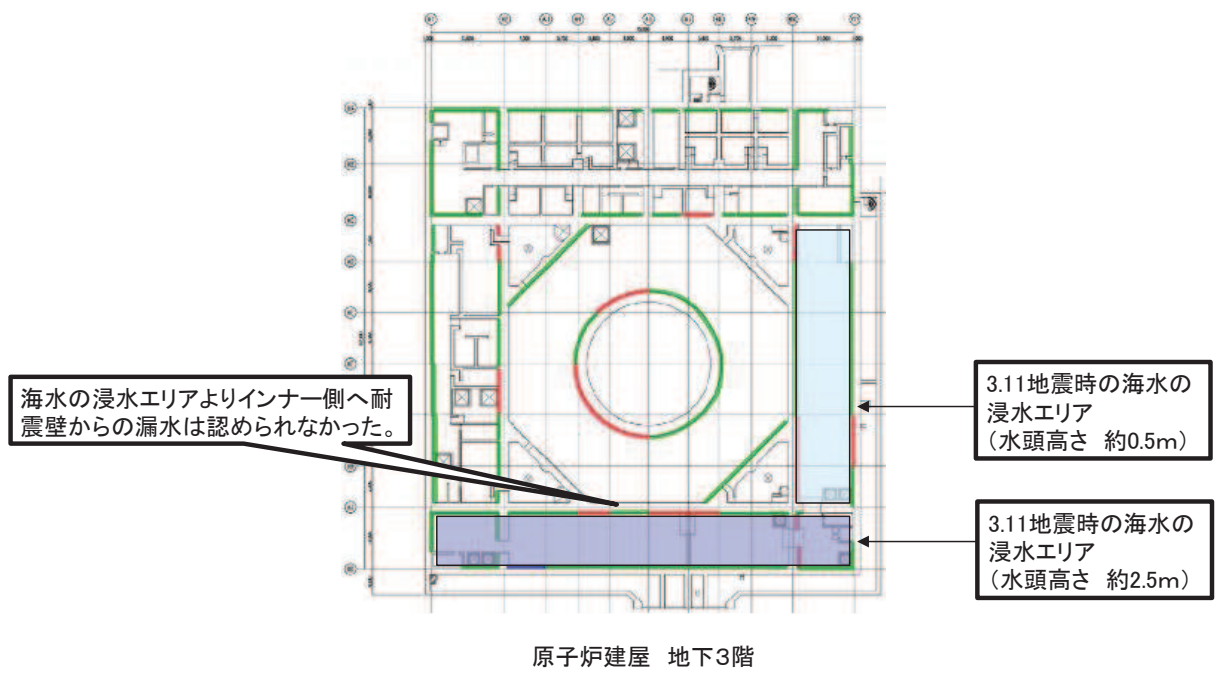 海水の浸水エリアよりインナー側へ耐
震壁からの漏水は認められなかった。
3.11地震時の海水の
浸水エリア
（水頭高さ　約0.5m）
3.11地震時の海水の
浸水エリア
（水頭高さ　約2.5m）
原子炉建屋　地下3階